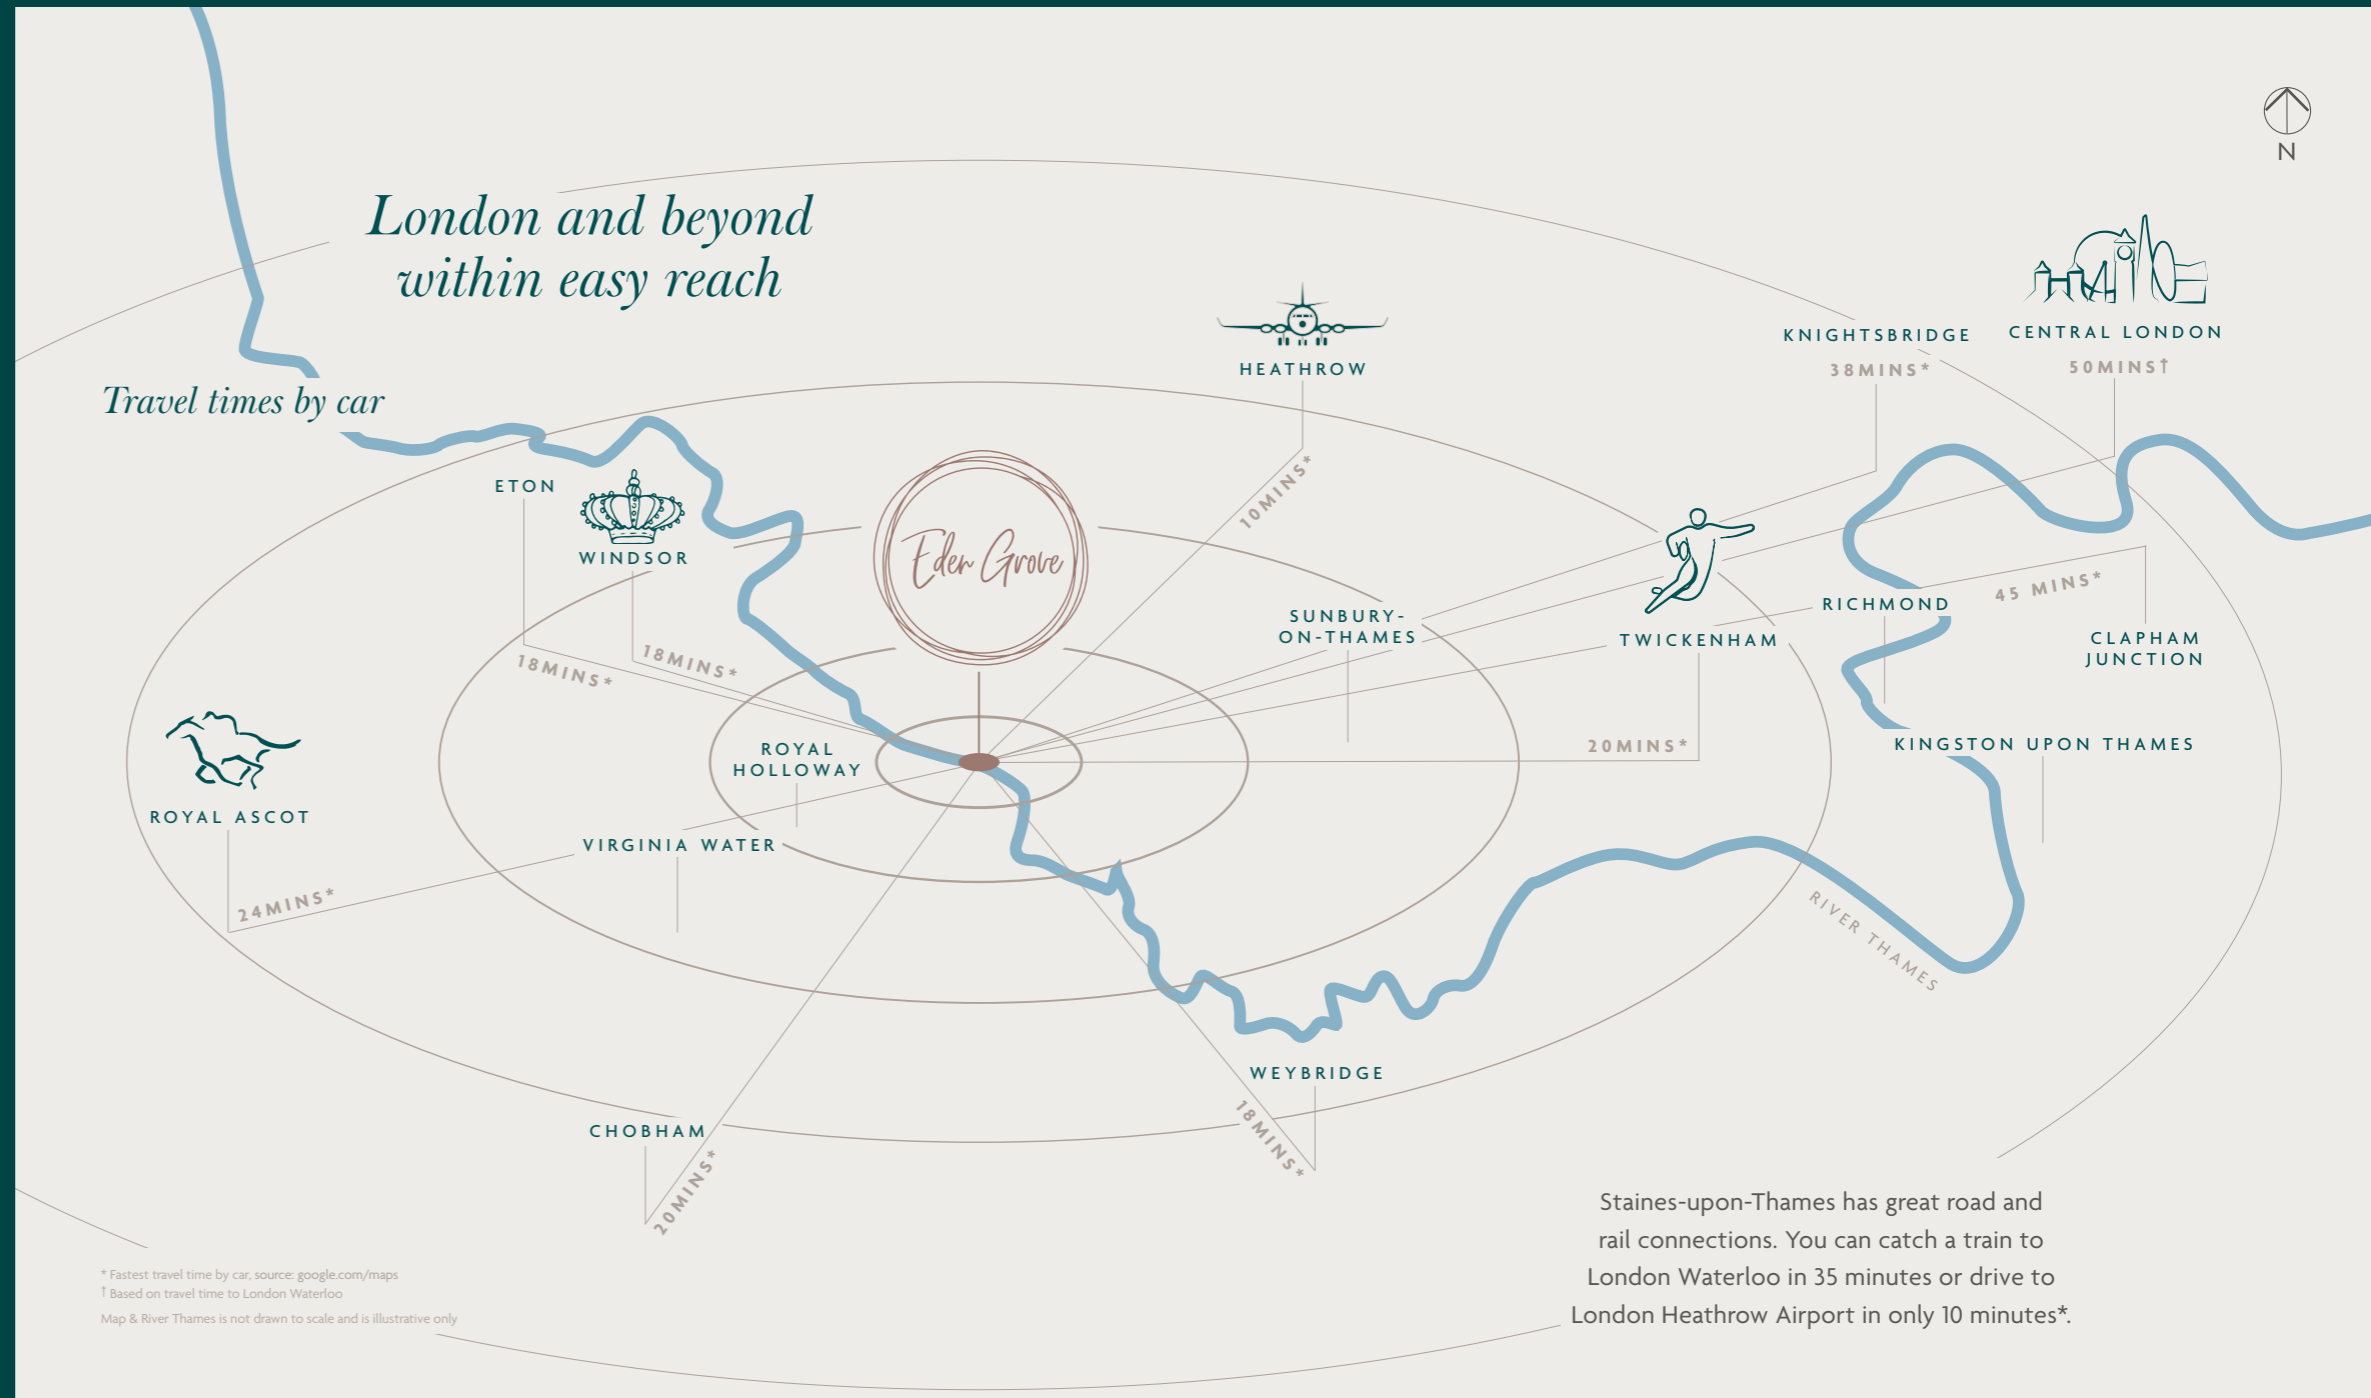 N
London and beyond
within easy reach
Travel times by car
HEATHROW
10MINS*
KNIGHTSBRIDGE
38MINS*
CENTRAL LONDON
50MINS†
ETON
18MINS*
WINDSOR
18MINS*
Eden Grove
SUNBURY-
ON-THAMES
TWICKENHAM
20MINS*
RICHMOND
45 MINS*
CLAPHAM
JUNCTION
KINGSTON UPON THAMES
ROYAL
HOLLOWAY
ROYAL ASCOT
24MINS*
VIRGINIA WATER
RIVER THAMES
WEYBRIDGE
18MINS*
CHOBHAM
20MINS*
Staines-upon-Thames has great road and
rail connections. You can catch a train to
London Waterloo in 35 minutes or drive to
London Heathrow Airport in only 10 minutes*.
* Fastest travel time by car, source: google.com/maps
† Based on travel time to London Waterloo
Map & River Thames is not drawn to scale and is illustrative only